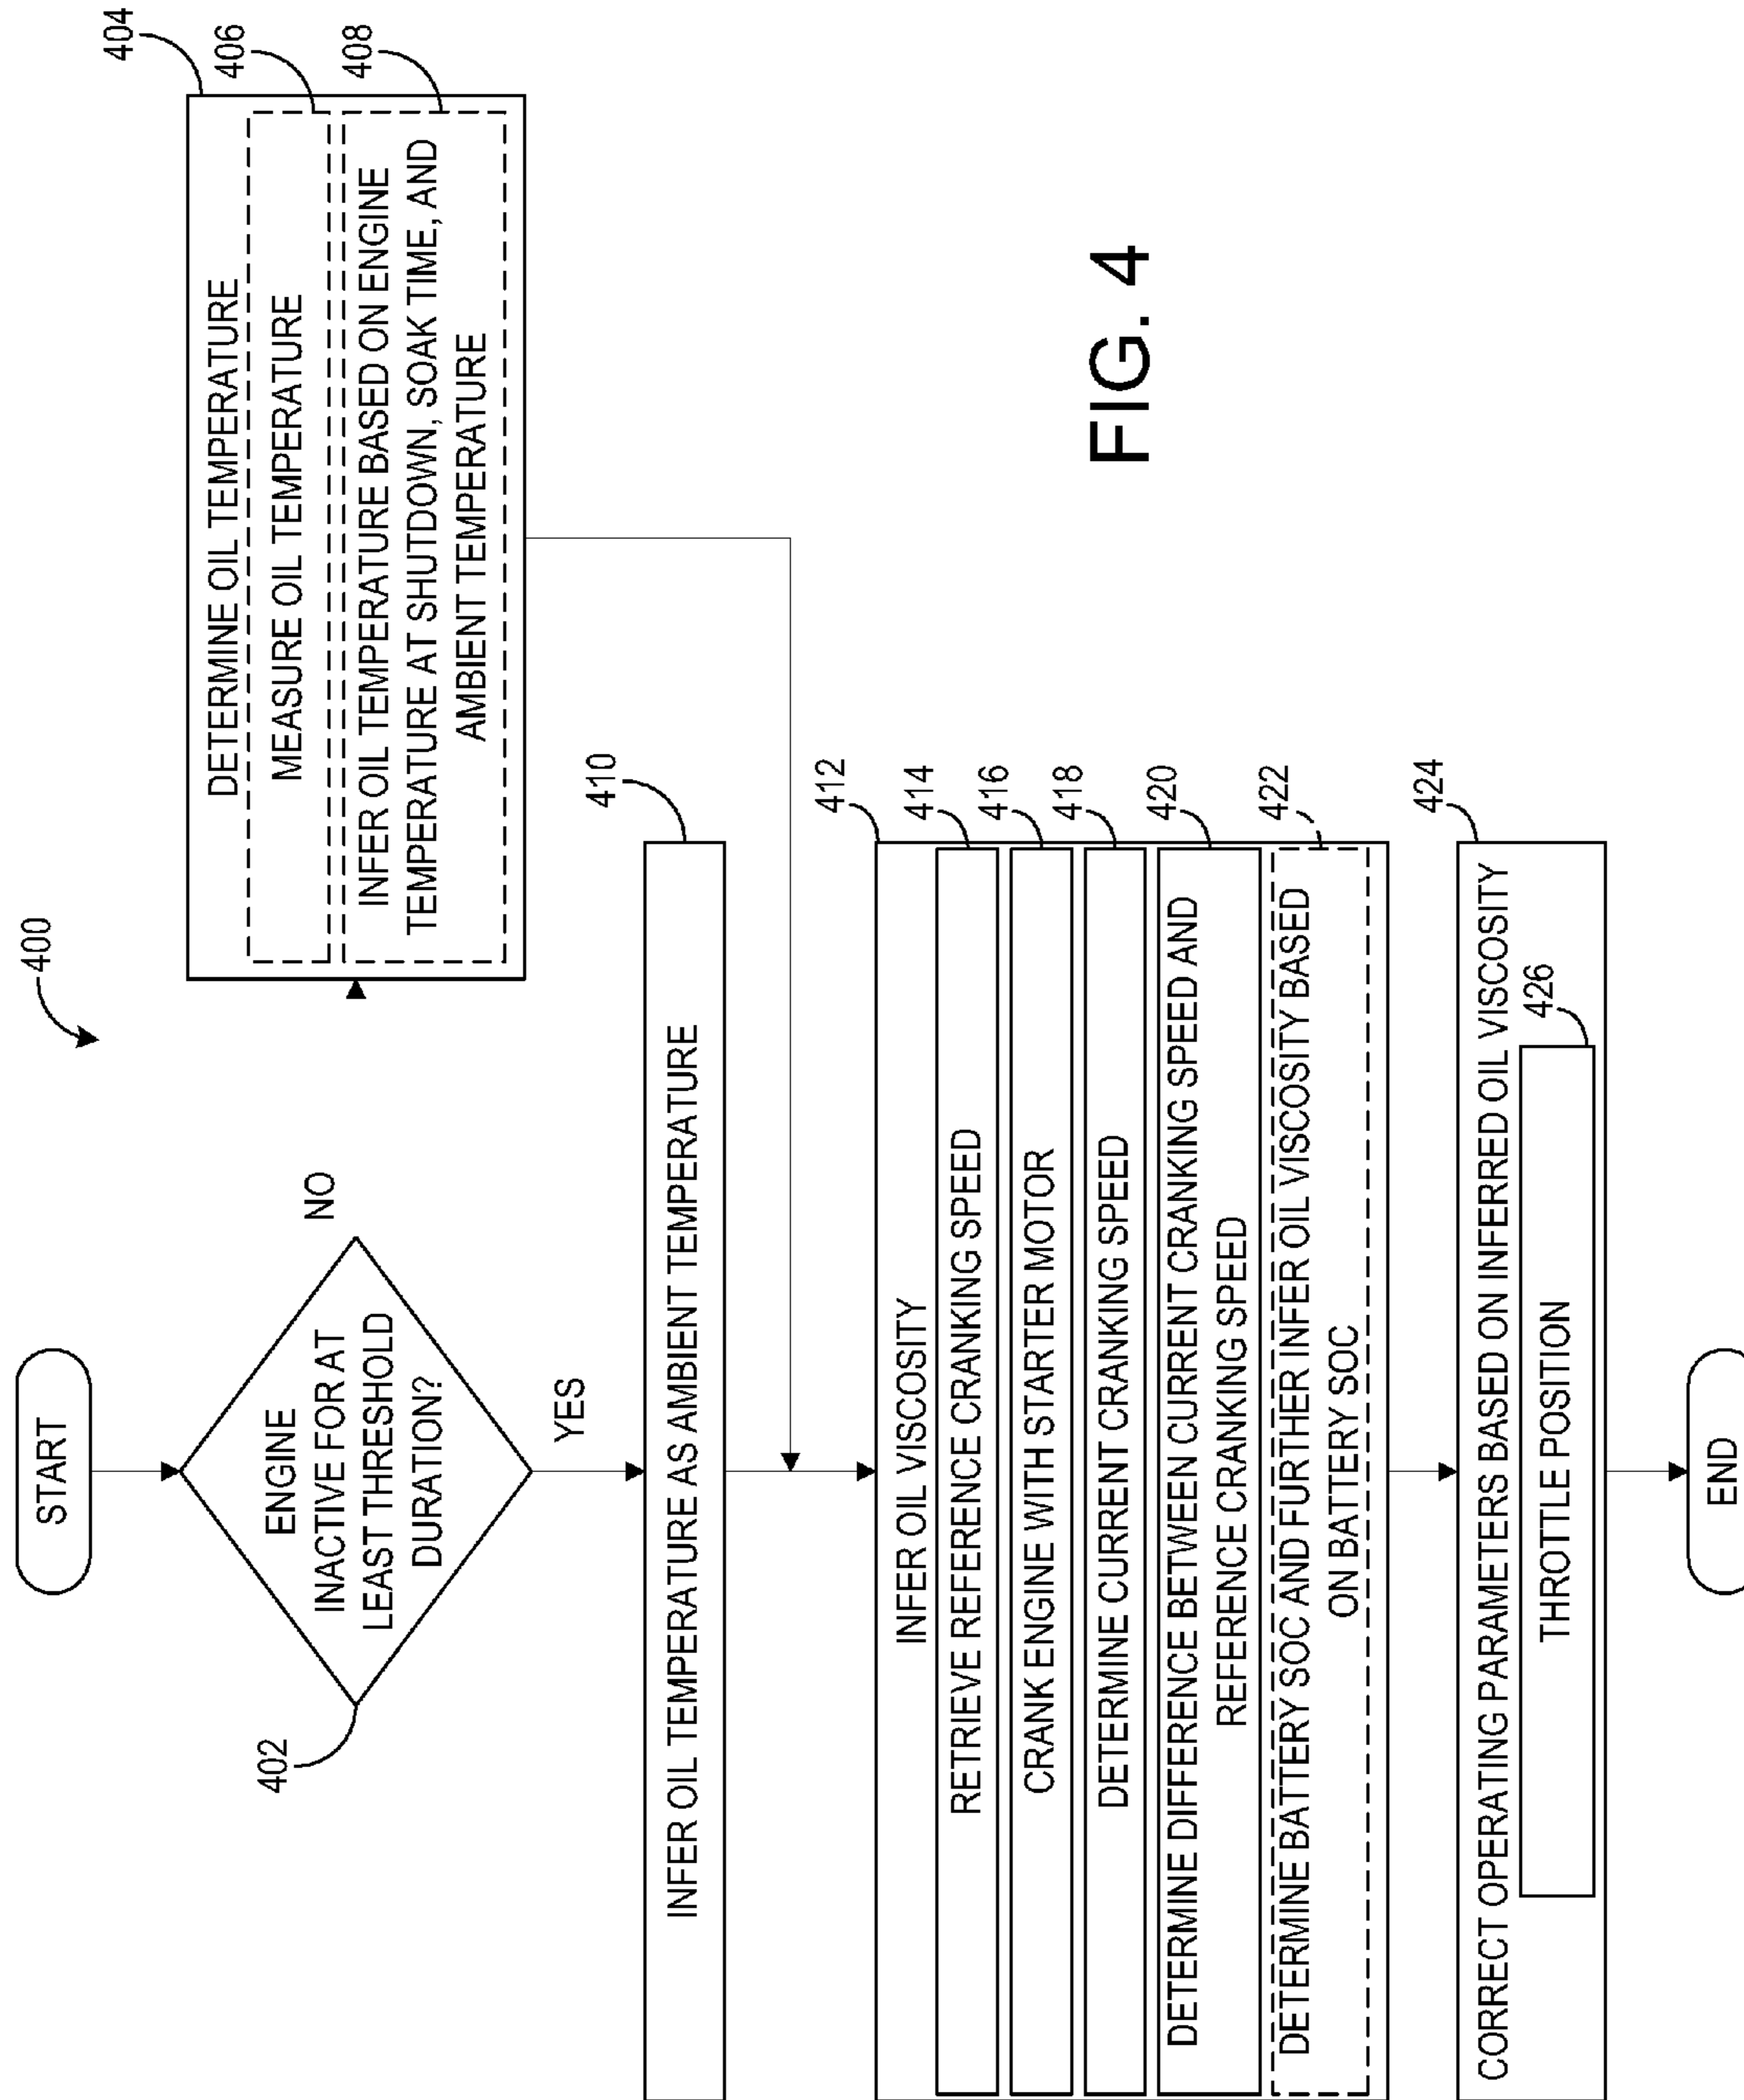 400
START
402
ENGINE
INACTIVE FOR AT
LEAST THRESHOLD
DURATION?
NO
YES
404
DETERMINE OIL TEMPERATURE
406
MEASURE OIL TEMPERATURE
408
INFER OIL TEMPERATURE BASED ON ENGINE
TEMPERATURE AT SHUTDOWN, SOAK TIME, AND
AMBIENT TEMPERATURE
410
INFER OIL TEMPERATURE AS AMBIENT TEMPERATURE
412
INFER OIL VISCOSITY
414
RETRIEVE REFERENCE CRANKING SPEED
416
CRANK ENGINE WITH STARTER MOTOR
418
DETERMINE CURRENT CRANKING SPEED
420
DETERMINE DIFFERENCE BETWEEN CURRENT CRANKING SPEED AND
REFERENCE CRANKING SPEED
422
DETERMINE BATTERY SOC AND FURTHER INFER OIL VISCOSITY BASED
ON BATTERY SOC
424
CORRECT OPERATING PARAMETERS BASED ON INFERRED OIL VISCOSITY
426
THROTTLE POSITION
END
FIG. 4